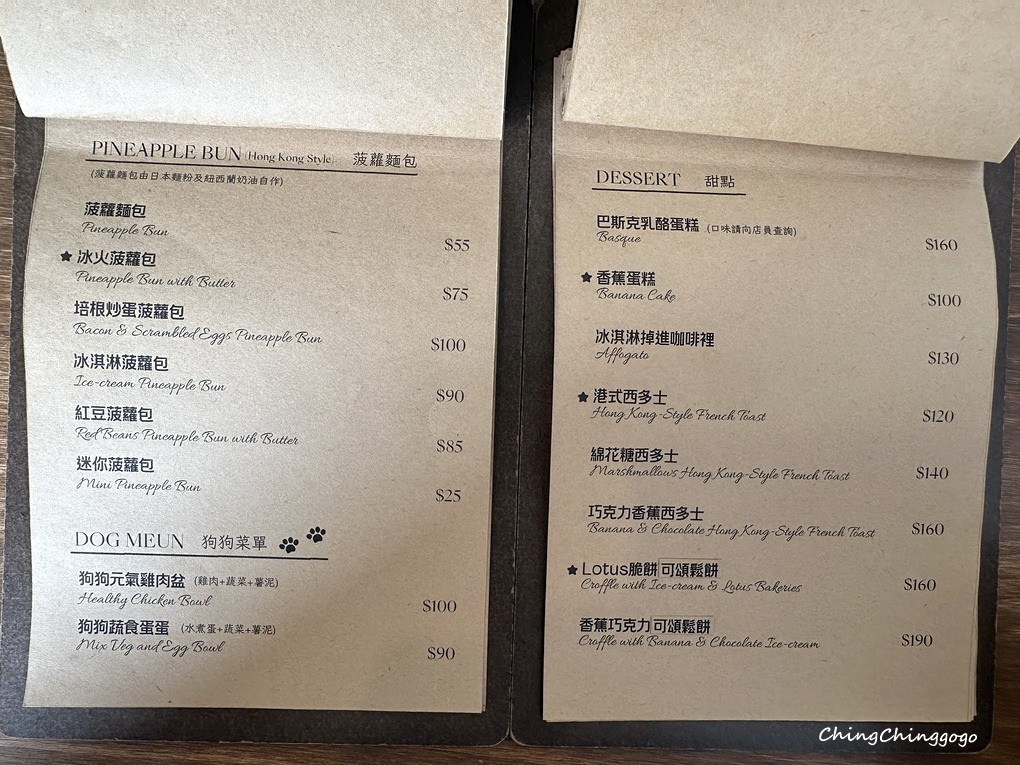 PINEAPPLE BUN (Hong Kong Style) 菠蘿麵包
(菠蘿麵包由日本麵粉及紐西蘭奶油自作)
菠蘿麵包
Pineapple Bun
$55
★ 冰火菠蘿包
Pineapple Bun with Butter
$75
培根炒蛋菠蘿包
Bacon & Scrambled Eggs Pineapple Bun
$100
冰淇淋菠蘿包
Ice-cream Pineapple Bun
$90
紅豆菠蘿包
Red Beans Pineapple Bun with Butter
$85
迷你菠蘿包
Mini Pineapple Bun
$25
DOG MEUN 狗狗菜單
狗狗元氣雞肉盆 (雞肉+蔬菜+薯泥)
Healthy Chicken Bowl
$100
狗狗蔬食蛋蛋 (水煮蛋+蔬菜+薯泥)
Mix Veg and Egg Bowl
$90
DESSERT 甜點
巴斯克乳酪蛋糕 (口味請向店員查詢)
Basque
$160
★ 香蕉蛋糕
Banana Cake
$100
冰淇淋掉進咖啡裡
Affogato
$130
★ 港式西多士
Hong Kong-Style French Toast
$120
綿花糖西多士
Marshmallows Hong Kong-Style French Toast
$140
巧克力香蕉西多士
Banana & Chocolate Hong Kong-Style French Toast
$160
★ Lotus脆餅可頌鬆餅
Croffle with Ice-cream & Lotus Bakeries
$160
香蕉巧克力可頌鬆餅
Croffle with Banana & Chocolate Ice-cream
$190
ChingChinggogo